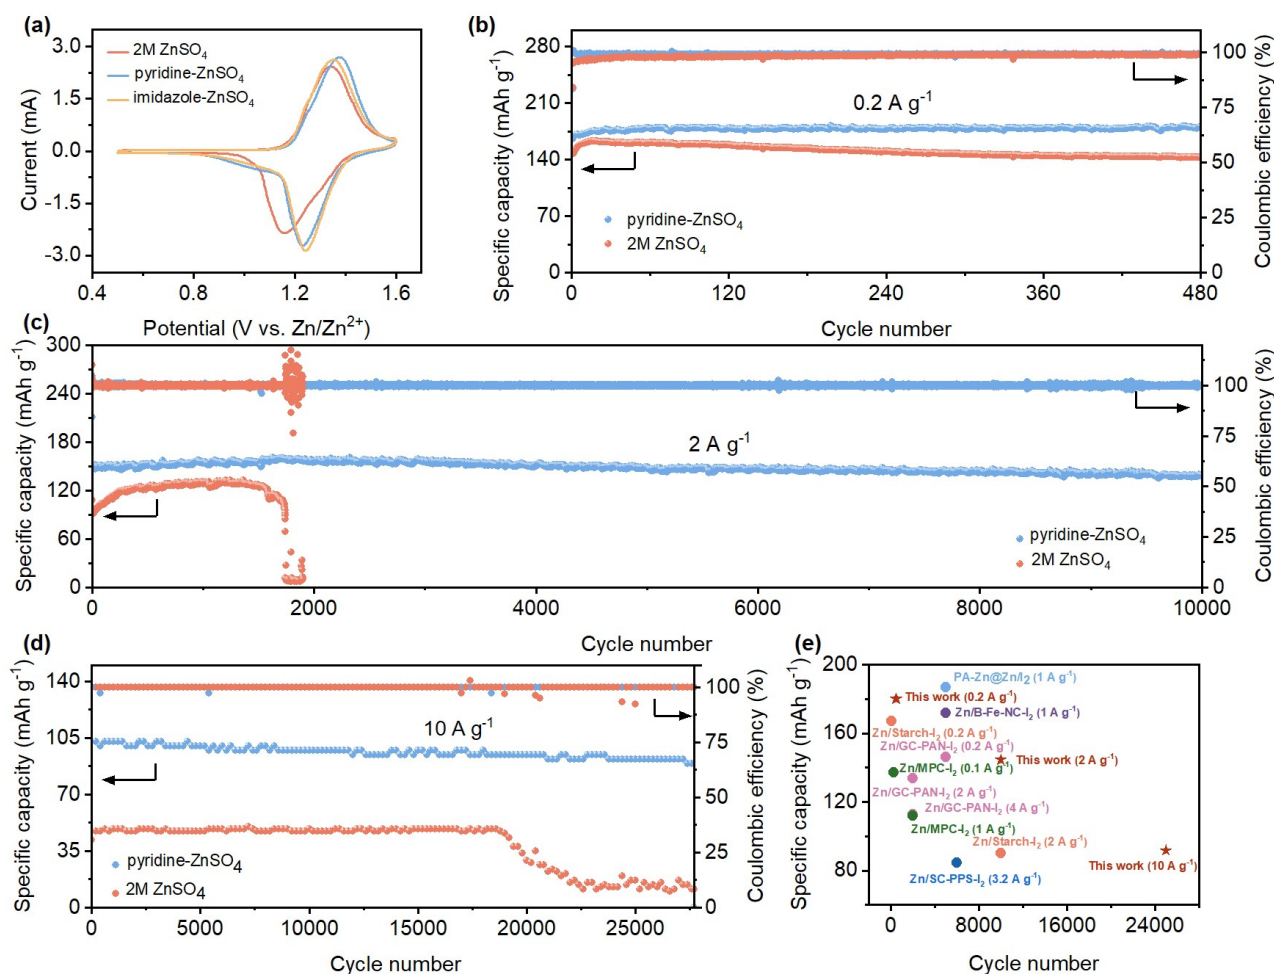 (a)
3.0
1.5
0.0
-1.5
-3.0
Current (mA)
2M ZnSO4
pyridine-ZnSO4
imidazole-ZnSO4
0.4
0.8
1.2
1.6
Potential (V vs. Zn/Zn2+)
(b)
280
210
140
70
0
Specific capacity (mAh g-1)
0.2 A g-1
pyridine-ZnSO4
2M ZnSO4
100
75
50
25
0
Coulombic efficiency (%)
0
120
240
360
480
Cycle number
(c)
300
240
180
120
60
0
Specific capacity (mAh g-1)
2 A g-1
pyridine-ZnSO4
2M ZnSO4
100
75
50
25
0
Coulombic efficiency (%)
0
2000
4000
6000
8000
10000
Cycle number
(d)
140
105
70
35
0
Specific capacity (mAh g-1)
10 A g-1
pyridine-ZnSO4
2M ZnSO4
100
75
50
25
0
Coulombic efficiency (%)
0
5000
10000
15000
20000
25000
Cycle number
(e)
200
160
120
80
Specific capacity (mAh g-1)
PA-Zn@Zn/I2 (1 A g-1)
This work (0.2 A g-1)
Zn/B-Fe-NC-I2 (1 A g-1)
Zn/Starch-I2 (0.2 A g-1)
Zn/GC-PAN-I2 (0.2 A g-1)
This work (2 A g-1)
Zn/MPC-I2 (0.1 A g-1)
Zn/GC-PAN-I2 (2 A g-1)
Zn/GC-PAN-I2 (4 A g-1)
Zn/MPC-I2 (1 A g-1)
Zn/Starch-I2 (2 A g-1)
This work (10 A g-1)
Zn/SC-PPS-I2 (3.2 A g-1)
0
8000
16000
24000
Cycle number